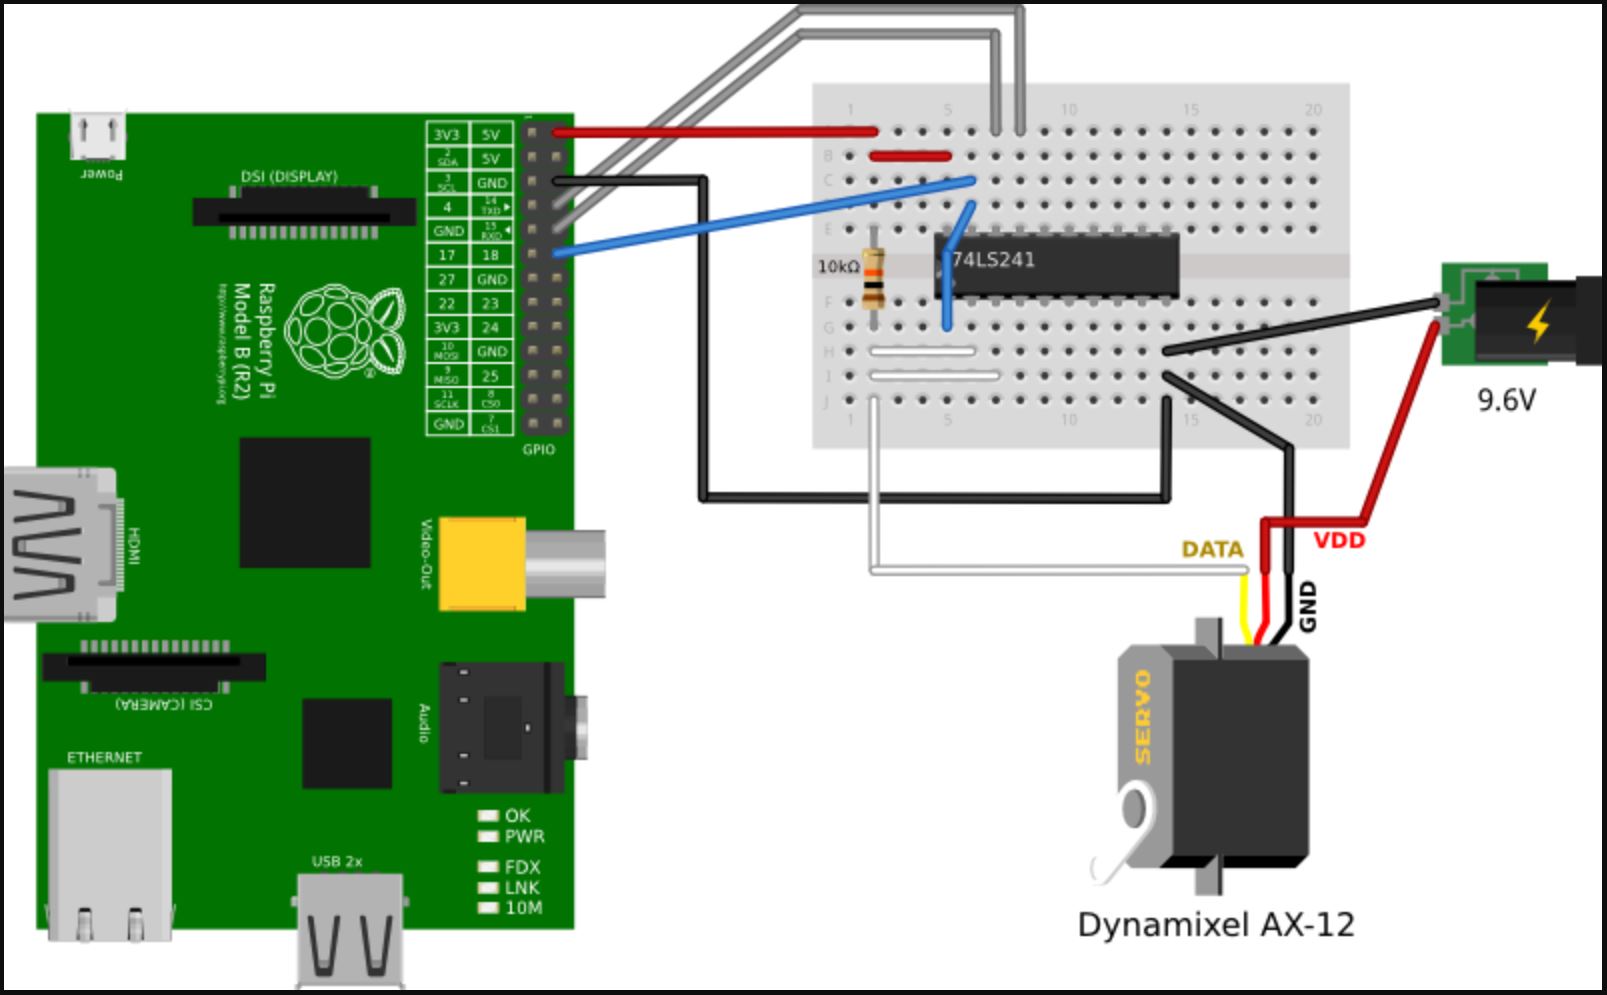 Power
DSI (DISPLAY)
3V3 5V
2 SDA 5V
3 SCL GND
4 14 TXD
GND 15 RXD
17 18
27 GND
22 23
3V3 24
10 MOSI GND
9 MISO 25
11 SCLK 8 CS0
GND 7 CS1
GPIO
Raspberry Pi
Model B (R2)
http://www.raspberrypi.org
®
HDMI
Video-Out
CSI (CAMERA)
Audio
ETHERNET
USB 2x
OK
PWR
FDX
LNK
10M
1 5 10 15 20
B
C
E
F
G
H
I
J
1 5 10 15 20
10kΩ
74LS241
9.6V
DATA
VDD
GND
SERVO
Dynamixel AX-12